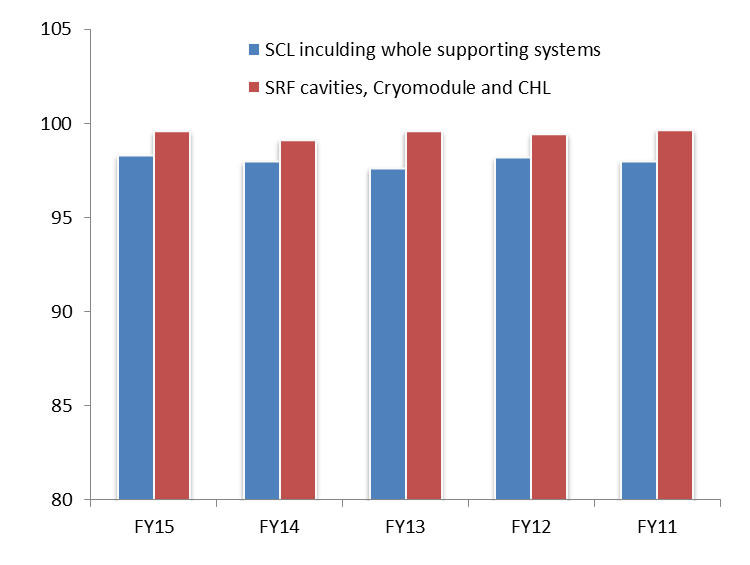 105
SCL inculding whole supporting systems
SRF cavities, Cryomodule and CHL
100
95
90
85
80
FY15 FY14 FY13 FY12 FY11